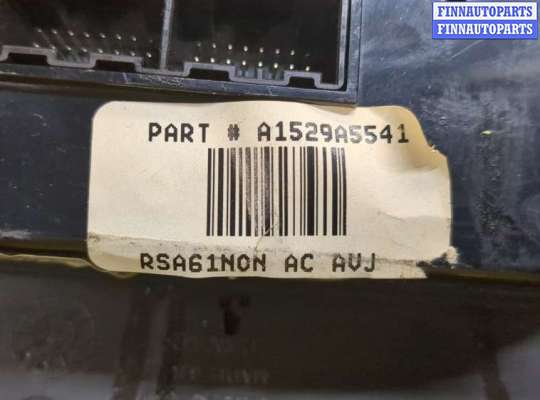 FINNAUTOPARTS
FINNAUTOPARTS
PART # A1529A5541
RSA61NON AC AVJ